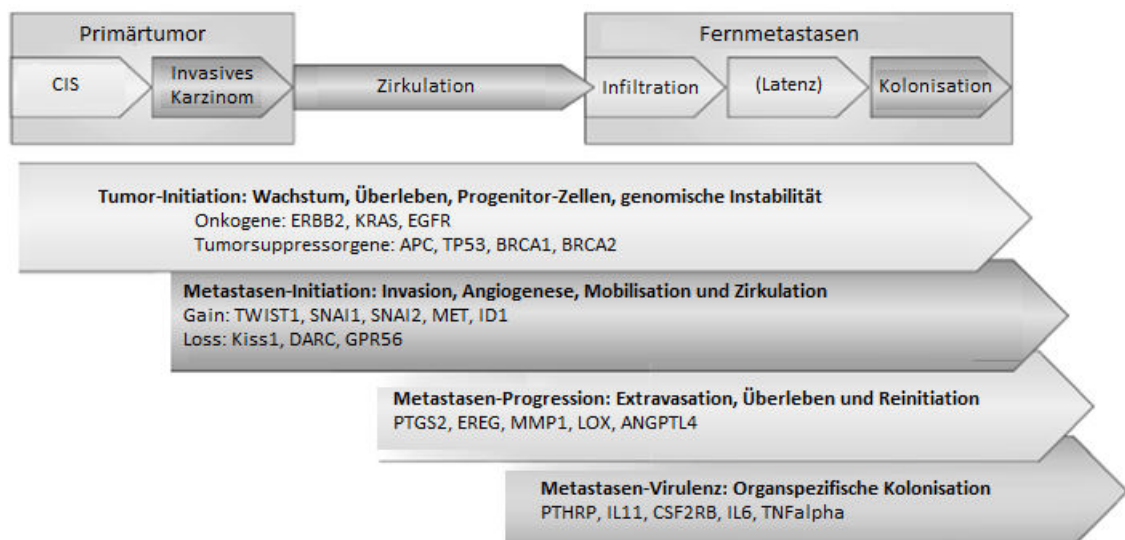 Primärtumor
Fernmetastasen
CIS
Invasives
Karzinom
Zirkulation
Infiltration
(Latenz)
Kolonisation
Tumor-Initiation: Wachstum, Überleben, Progenitor-Zellen, genomische Instabilität
Onkogene: ERBB2, KRAS, EGFR
Tumorsuppressorgene: APC, TP53, BRCA1, BRCA2
Metastasen-Initiation: Invasion, Angiogenese, Mobilisation und Zirkulation
Gain: TWIST1, SNAI1, SNAI2, MET, ID1
Loss: Kiss1, DARC, GPR56
Metastasen-Progression: Extravasation, Überleben und Reinitiation
PTGS2, EREG, MMP1, LOX, ANGPTL4
Metastasen-Virulenz: Organspezifische Kolonisation
PTHRP, IL11, CSF2RB, IL6, TNFalpha